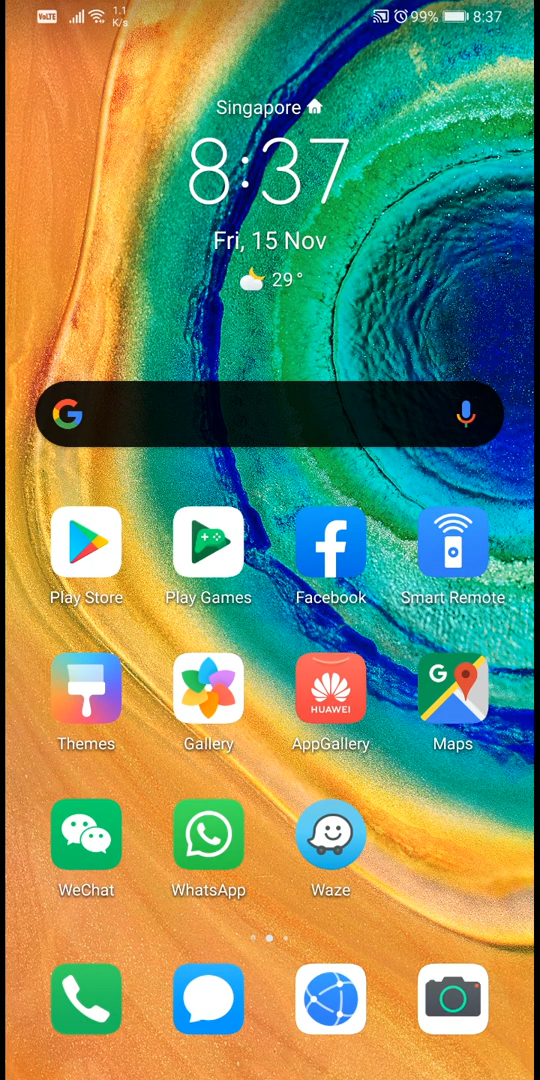 VoLTE 1.1 K/s 99% 8:37
Singapore
8:37
Fri, 15 Nov
29°
G
Play Store Play Games Facebook Smart Remote
G HUAWEI
Themes Gallery AppGallery Maps
WeChat WhatsApp Waze